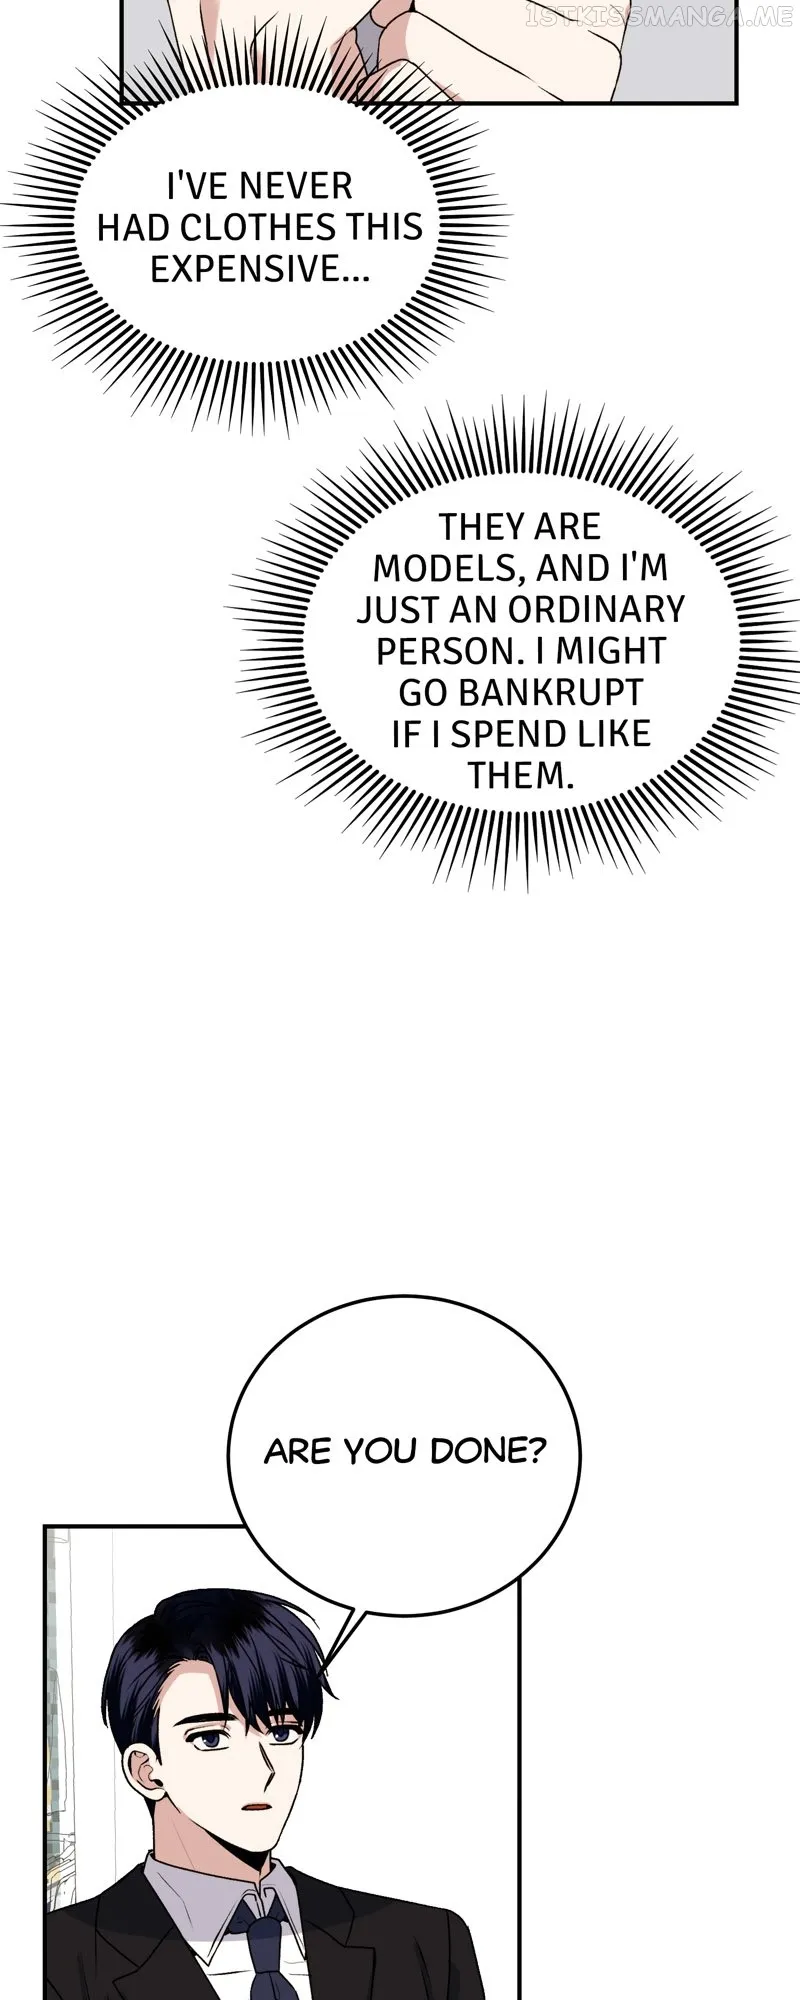 1STKISSMANGA.ME
I'VE NEVER
HAD CLOTHES THIS
EXPENSIVE...
THEY ARE
MODELS, AND I'M
JUST AN ORDINARY
PERSON. I MIGHT
GO BANKRUPT
IF I SPEND LIKE
THEM.
ARE YOU DONE?